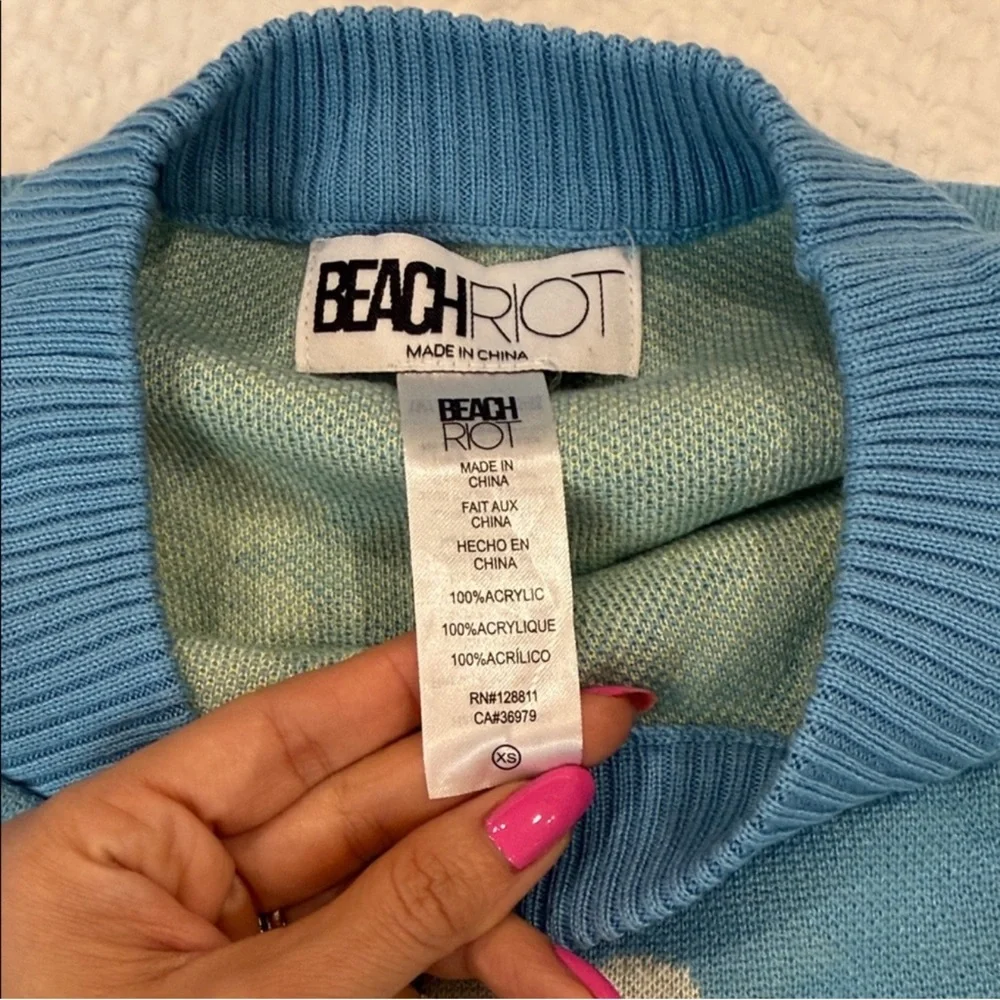 BEACHRIOT
MADE IN CHINA
BEACH
RIOT
MADE IN
CHINA
FAIT AUX
CHINA
HECHO EN
CHINA
100%ACRYLIC
100%ACRYLIQUE
100%ACRÍLICO
RN#128811
CA#36979
XS